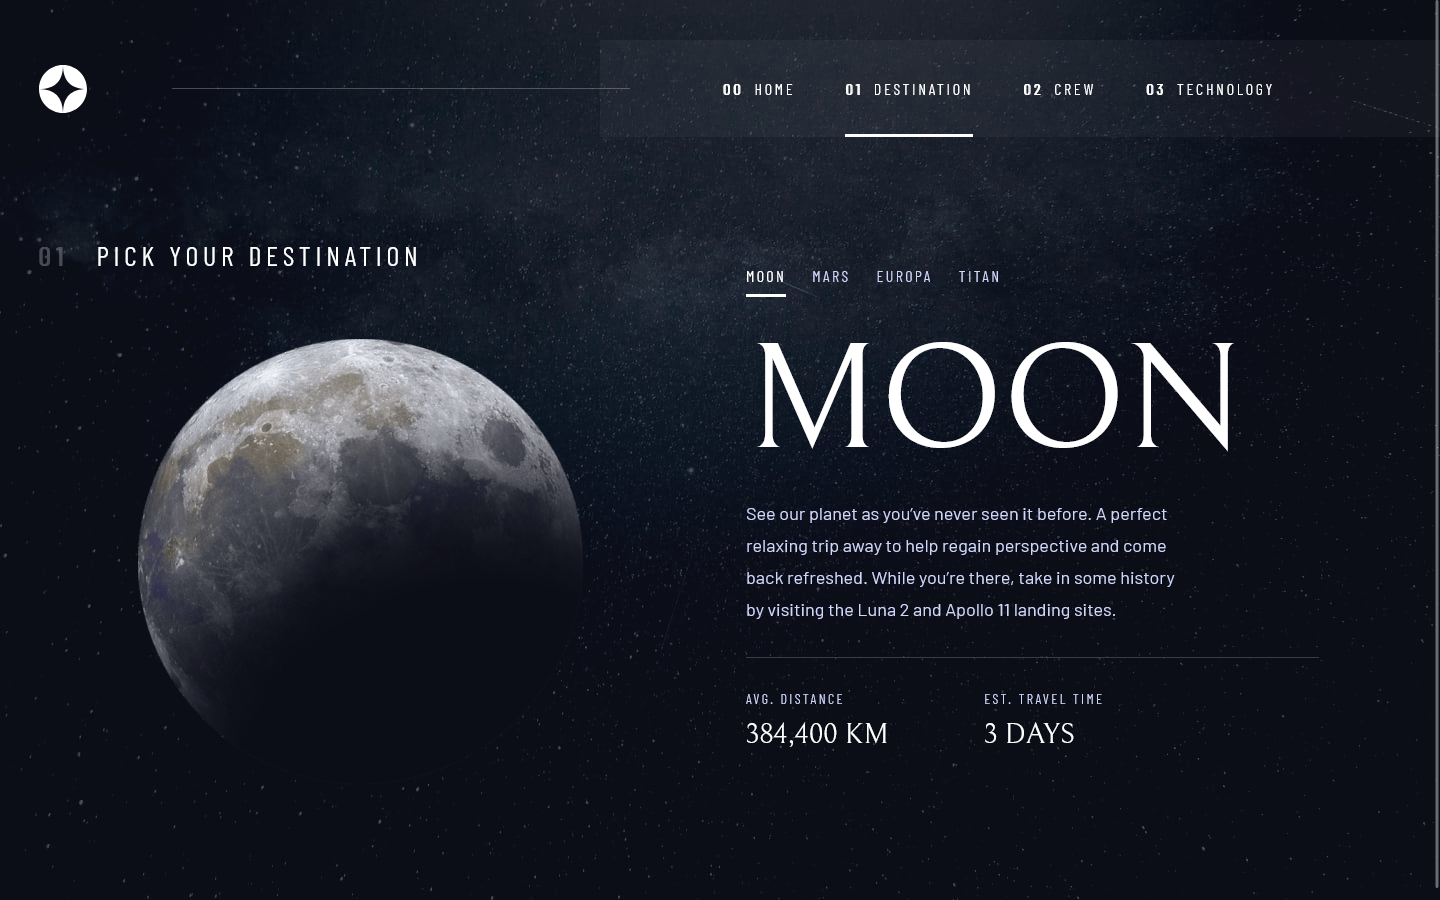 00 HOME 01 DESTINATION 02 CREW 03 TECHNOLOGY
01 PICK YOUR DESTINATION
MOON MARS EUROPA TITAN
MOON
See our planet as you’ve never seen it before. A perfect
relaxing trip away to help regain perspective and come
back refreshed. While you’re there, take in some history
by visiting the Luna 2 and Apollo 11 landing sites.
AVG. DISTANCE
384,400 KM
EST. TRAVEL TIME
3 DAYS